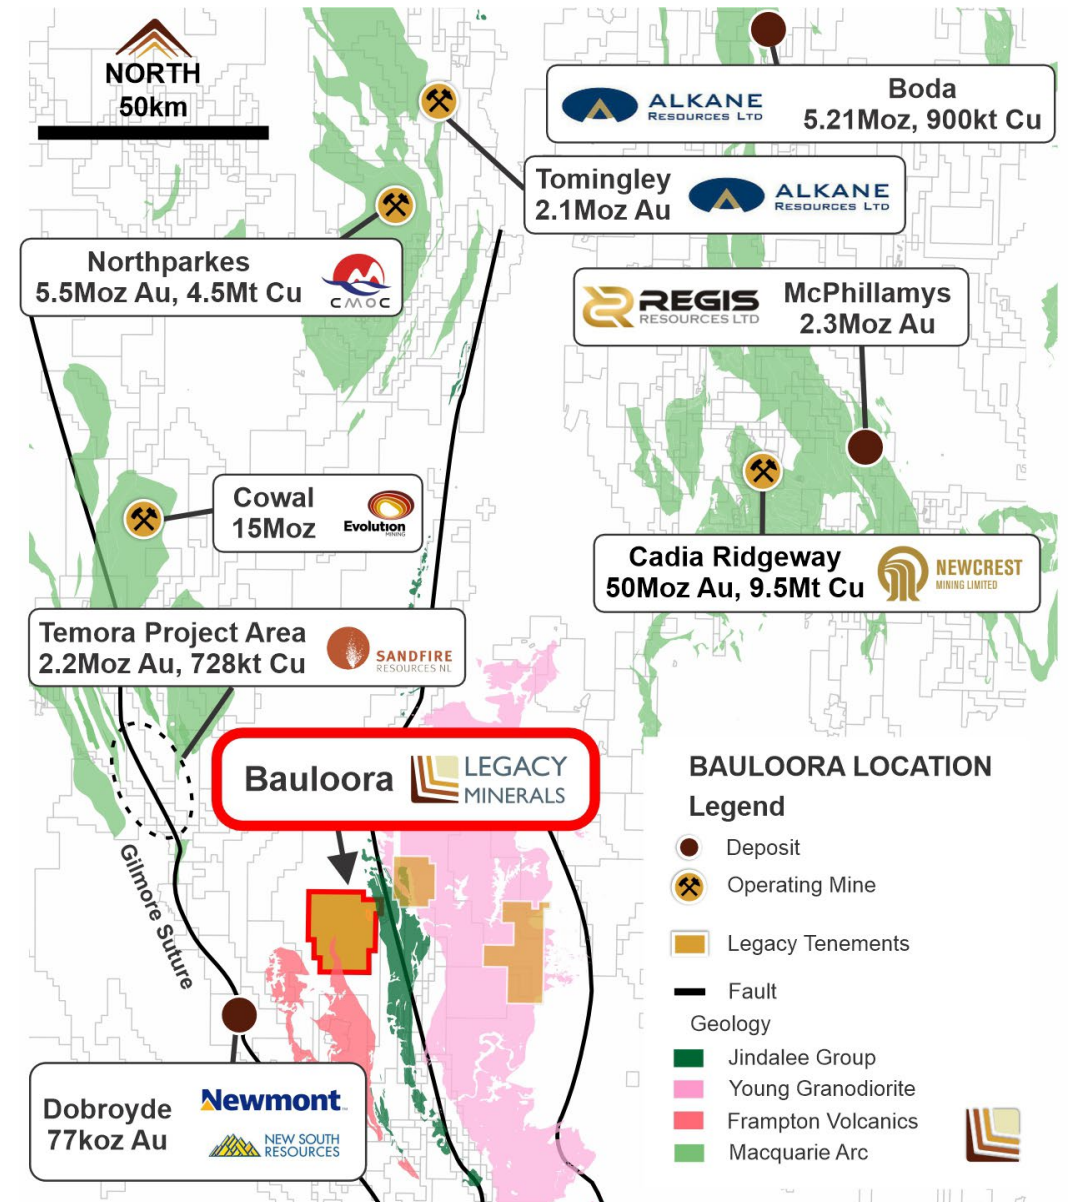 NORTH
50km
ALKANE
RESOURCES LTD
Boda
5.21Moz, 900kt Cu
Tomingley
2.1Moz Au
ALKANE
RESOURCES LTD
Northparkes
5.5Moz Au, 4.5Mt Cu
CMOC
REGIS
RESOURCES LTD
McPhillamys
2.3Moz Au
Cowal
15Moz
Evolution
MINING
Cadia Ridgeway
50Moz Au, 9.5Mt Cu
NEWCREST
MINING LIMITED
Temora Project Area
2.2Moz Au, 728kt Cu
SANDFIRE
RESOURCES NL
Bauloora
LEGACY
MINERALS
Gilmore Suture
Dobroyde
77koz Au
Newmont
NEW SOUTH
RESOURCES
BAULOORA LOCATION
Legend
Deposit
Operating Mine
Legacy Tenements
Fault
Geology
Jindalee Group
Young Granodiorite
Frampton Volcanics
Macquarie Arc